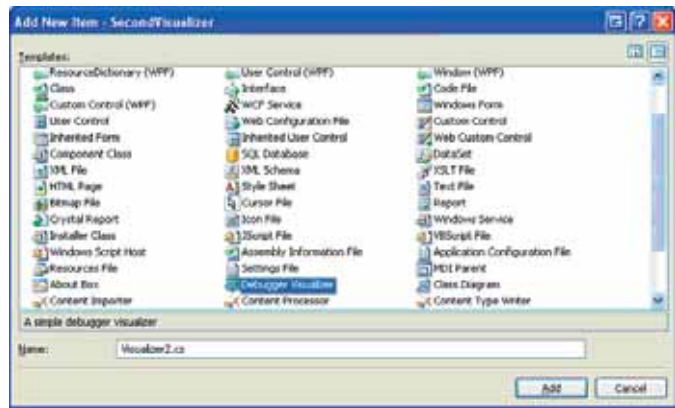 Add New Item - SecondVisualizer
Templates:
ResourceDictionary (WPF) User Control (WPF) Window (WPF)
Class Interface Code File
Custom Control (WPF) WCF Service Windows Form
User Control Web Configuration File Custom Control
Inherited Form Inherited User Control Web Custom Control
Component Class SQL Database DataSet
XML File XML Schema XSLT File
HTML Page Style Sheet Text File
Bitmap File Cursor File Report
Crystal Report Icon File Windows Service
Installer Class JScript File VBScript File
Windows Script Host Assembly Information File Application Configuration File
Resources File Settings File MDI Parent
About Box Debugger Visualizer Class Diagram
Content Importer Content Processor Content Type Writer
A simple debugger visualizer
Name: Visualizer2.cs
Add Cancel